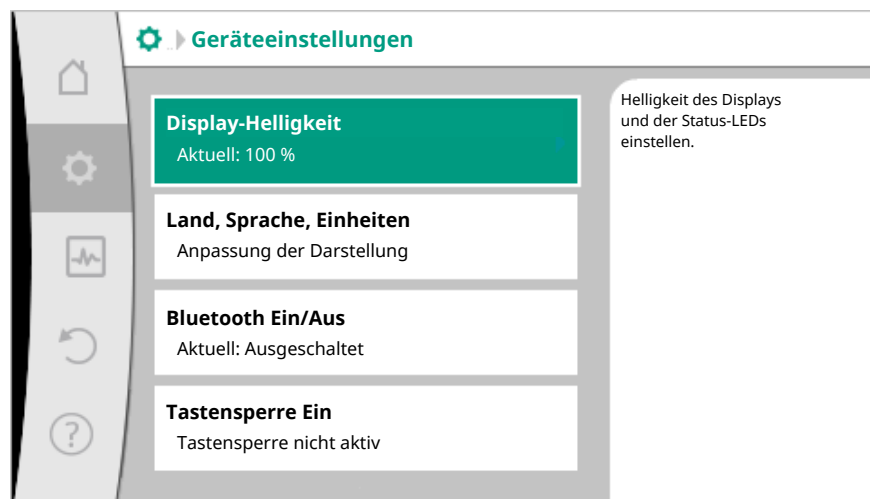 .. Geräteeinstellungen
Display-Helligkeit
Aktuell: 100 %
Land, Sprache, Einheiten
Anpassung der Darstellung
Bluetooth Ein/Aus
Aktuell: Ausgeschaltet
Tastensperre Ein
Tastensperre nicht aktiv
Helligkeit des Displays
und der Status-LEDs
einstellen.
?